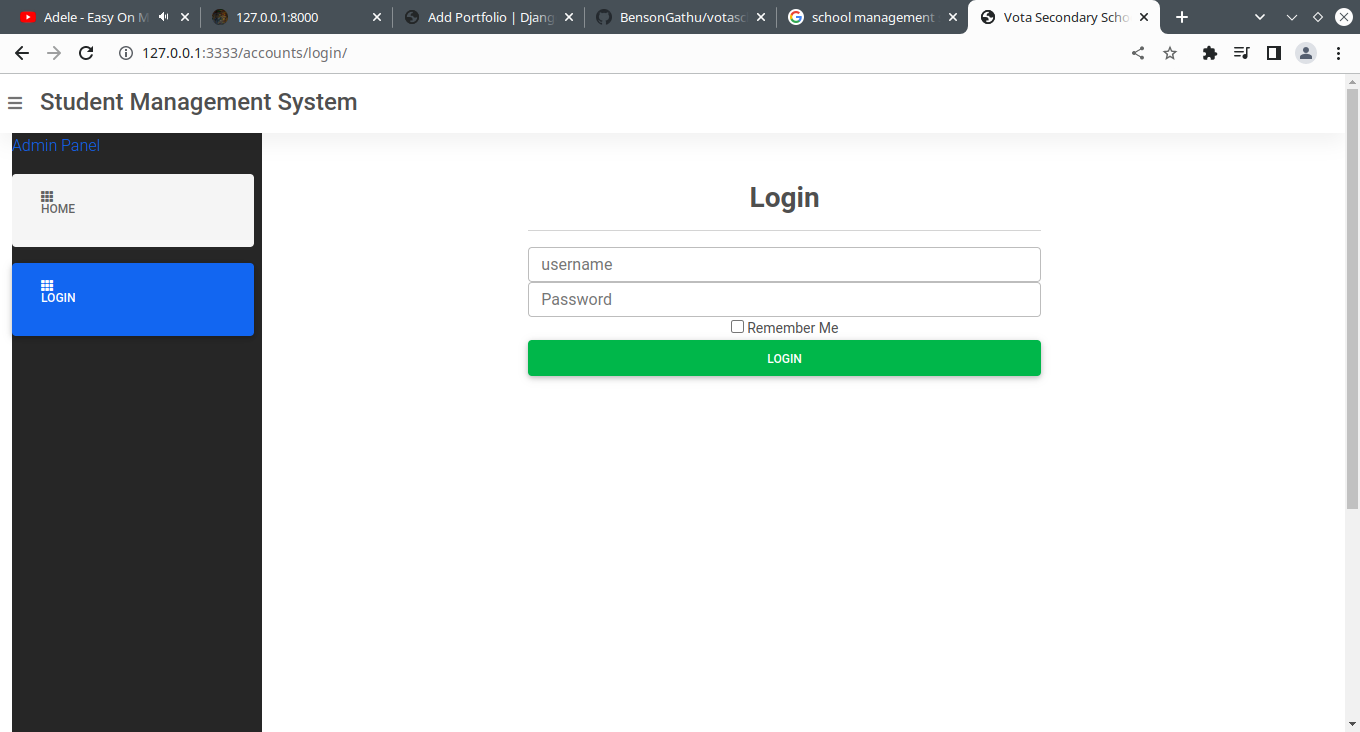 Adele - Easy On M
127.0.0.1:8000
Add Portfolio | Djang
BensonGathu/votasc
school management
Vota Secondary Scho
127.0.0.1:3333/accounts/login/
Student Management System
Admin Panel
HOME
LOGIN
Login
username
Password
Remember Me
LOGIN